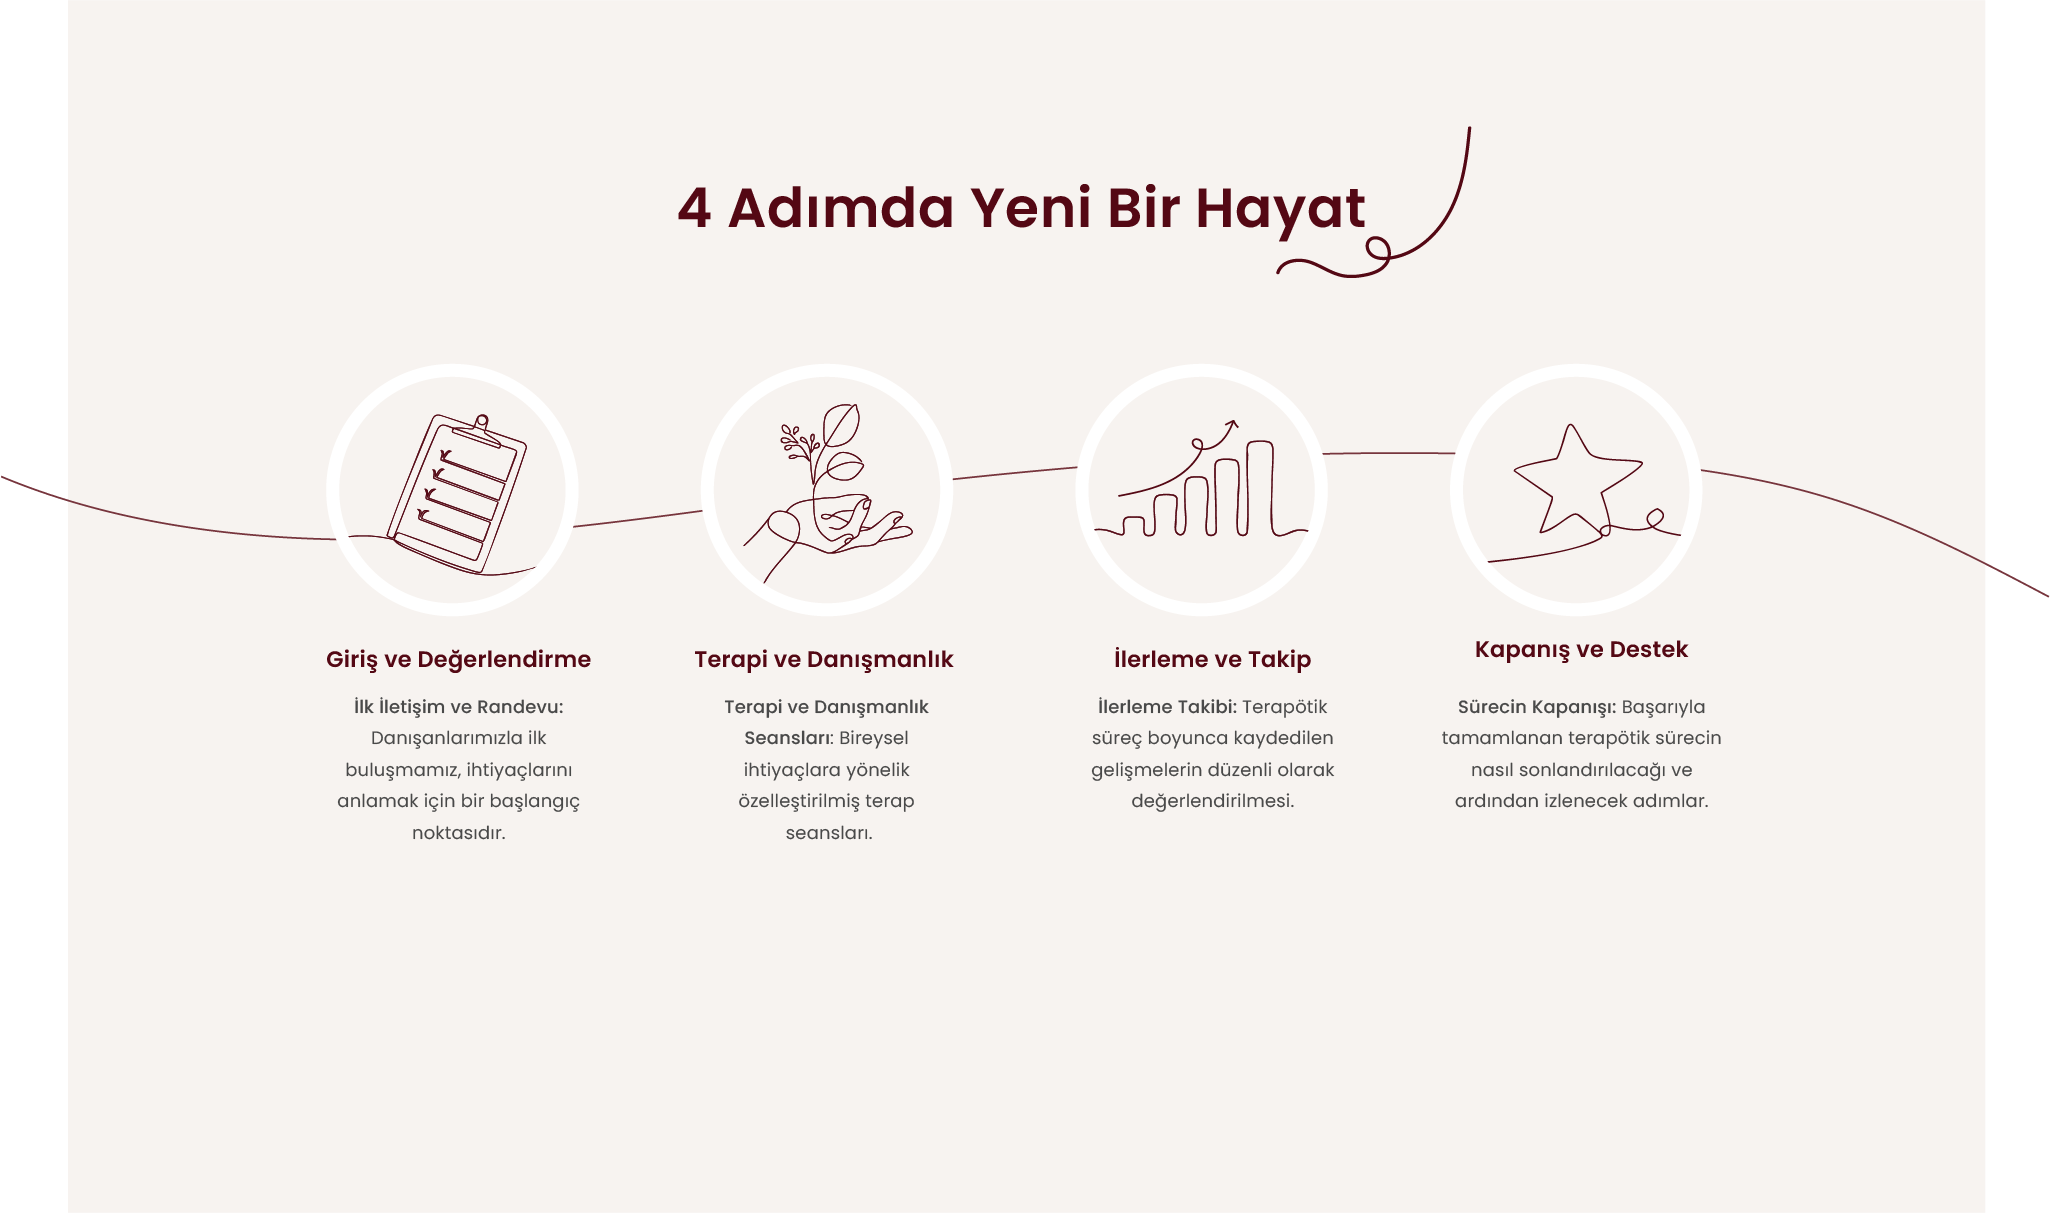 4 Adımda Yeni Bir Hayat
Giriş ve Değerlendirme
İlk İletişim ve Randevu:
Danışanlarımızla ilk
buluşmamız, ihtiyaçlarını
anlamak için bir başlangıç
noktasıdır.
Terapi ve Danışmanlık
Terapi ve Danışmanlık
Seansları: Bireysel
ihtiyaçlara yönelik
özelleştirilmiş terap
seansları.
İlerleme ve Takip
İlerleme Takibi: Terapötik
süreç boyunca kaydedilen
gelişmelerin düzenli olarak
değerlendirilmesi.
Kapanış ve Destek
Sürecin Kapanışı: Başarıyla
tamamlanan terapötik sürecin
nasıl sonlandırılacağı ve
ardından izlenecek adımlar.